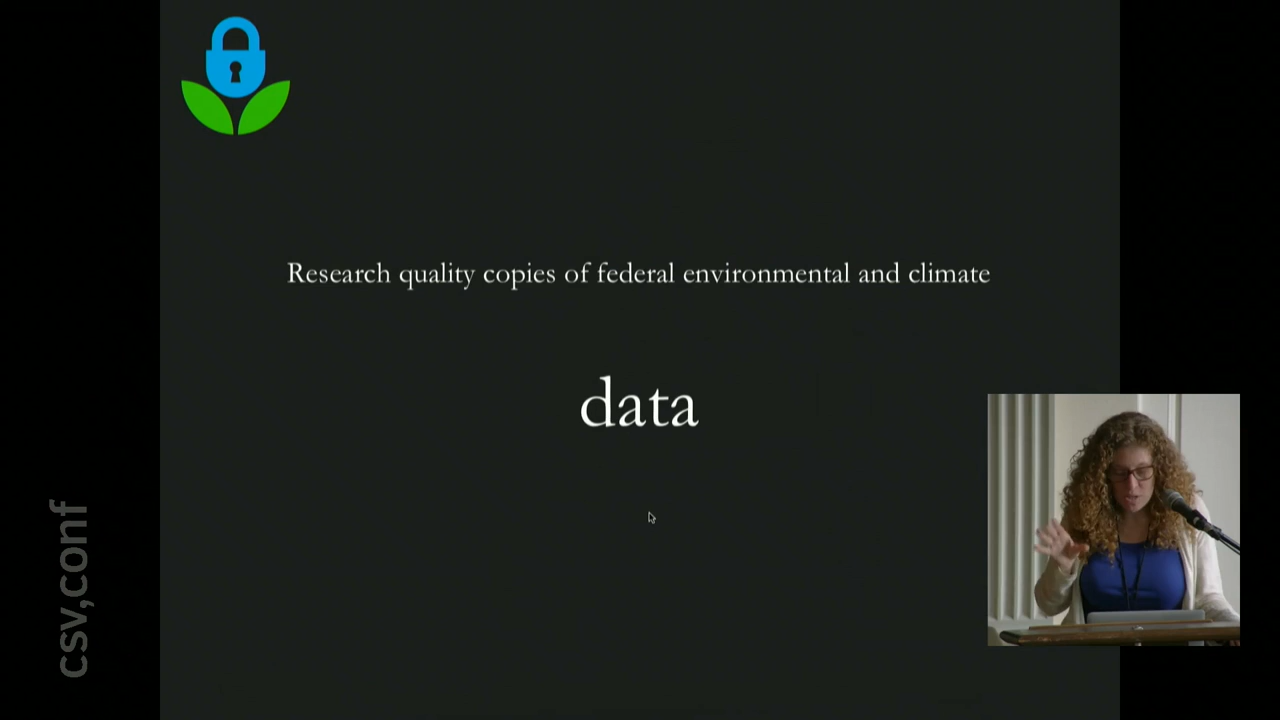 Research quality copies of federal environmental and climate
data
csv,conf